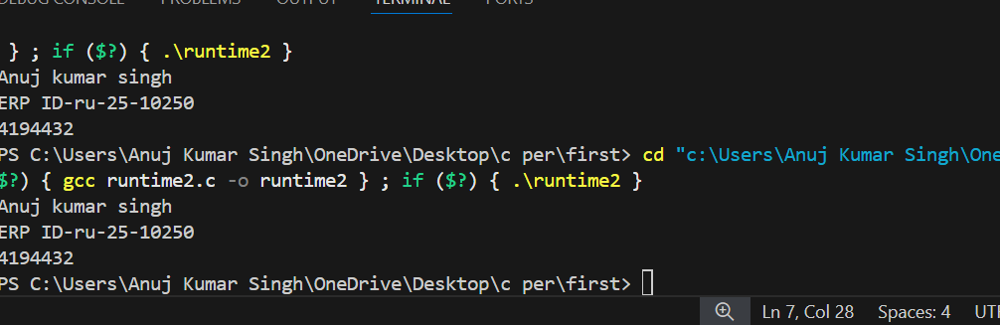 DEBUG CONSOLE PROBLEMS OUTPUT TERMINAL PORTS
} ; if ($?) { .\runtime2 }
Anuj kumar singh
ERP ID-ru-25-10250
4194432
PS C:\Users\Anuj Kumar Singh\OneDrive\Desktop\c per\first> cd "c:\Users\Anuj Kumar Singh\One
$?) { gcc runtime2.c -o runtime2 } ; if ($?) { .\runtime2 }
Anuj kumar singh
ERP ID-ru-25-10250
4194432
PS C:\Users\Anuj Kumar Singh\OneDrive\Desktop\c per\first>
Ln 7, Col 28 Spaces: 4 UT